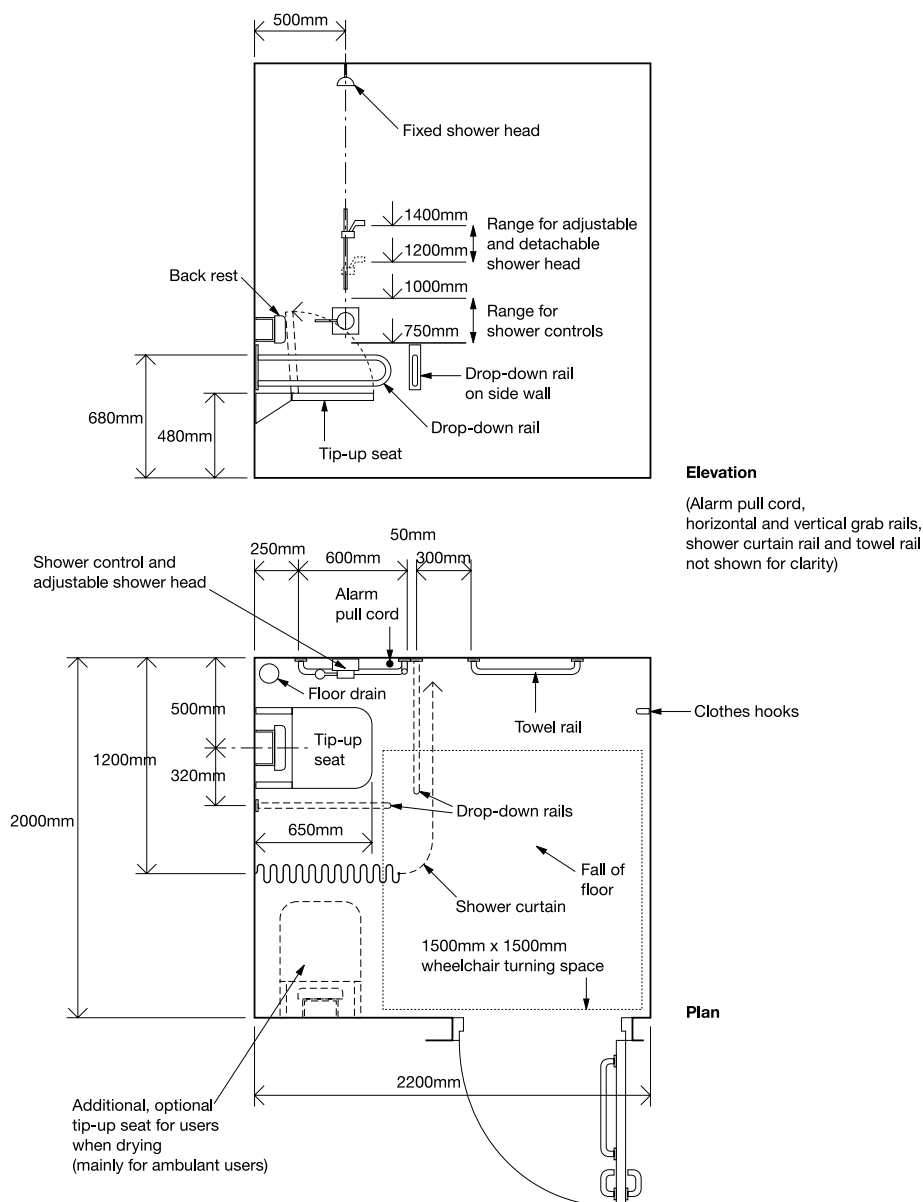 500mm
Fixed shower head
1400mm
Range for adjustable
and detachable
shower head
1200mm
1000mm
Range for
shower controls
750mm
Back rest
Drop-down rail
on side wall
Drop-down rail
Tip-up seat
680mm
480mm
Elevation
(Alarm pull cord,
horizontal and vertical grab rails,
shower curtain rail and towel rail
not shown for clarity)
50mm
250mm
600mm
300mm
Shower control and
adjustable shower head
Alarm
pull cord
Floor drain
Towel rail
Clothes hooks
500mm
1200mm
Tip-up
seat
320mm
2000mm
Drop-down rails
650mm
Fall of
floor
Shower curtain
1500mm x 1500mm
wheelchair turning space
Plan
2200mm
Additional, optional
tip-up seat for users
when drying
(mainly for ambulant users)